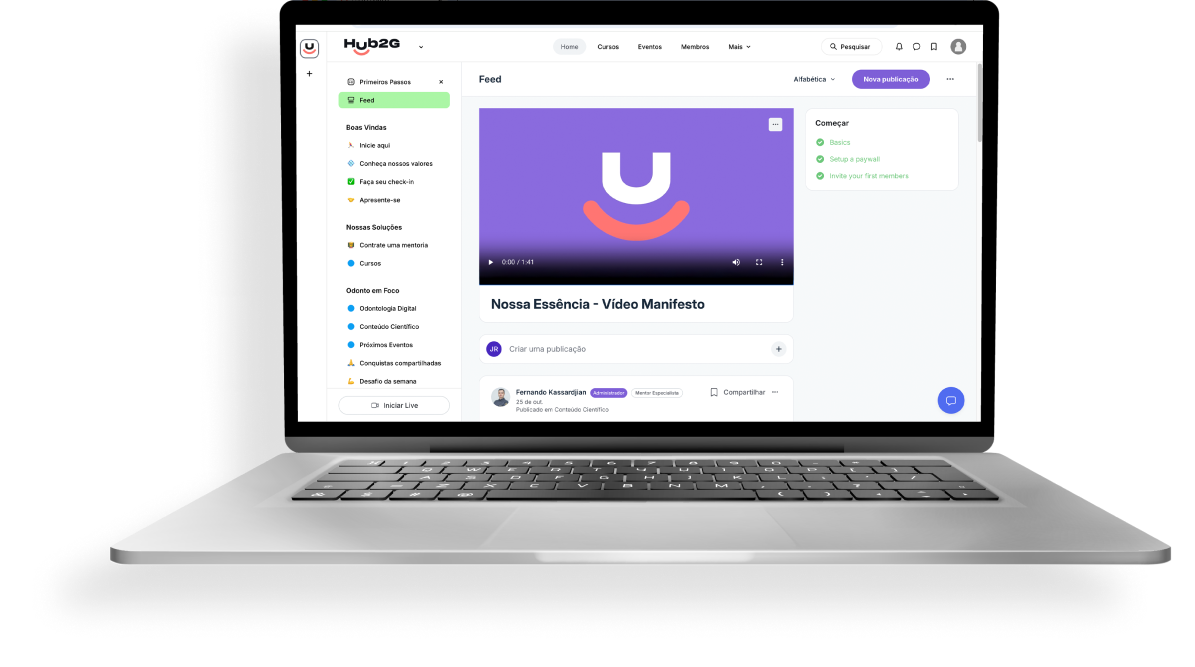 Hub2G
Home Cursos Eventos Membros Mais
Pesquisar
Primeiros Passos
Feed
Boas Vindas
Inicie aqui
Conheça nossos valores
Faça seu check-in
Apresente-se
Nossas Soluções
Contrate uma mentoria
Cursos
Odonto em Foco
Odontologia Digital
Conteúdo Científico
Próximos Eventos
Conquistas compartilhadas
Desafio da semana
Iniciar Live
Feed
Alfabética
Nova publicação
0:00 / 1:41
Nossa Essência - Vídeo Manifesto
JR Criar uma publicação
Fernando Kassardjian Administrador Mentor Especialista
Compartilhar
25 de out.
Publicado em Conteúdo Científico
Começar
Basics
Setup a paywall
Invite your first members